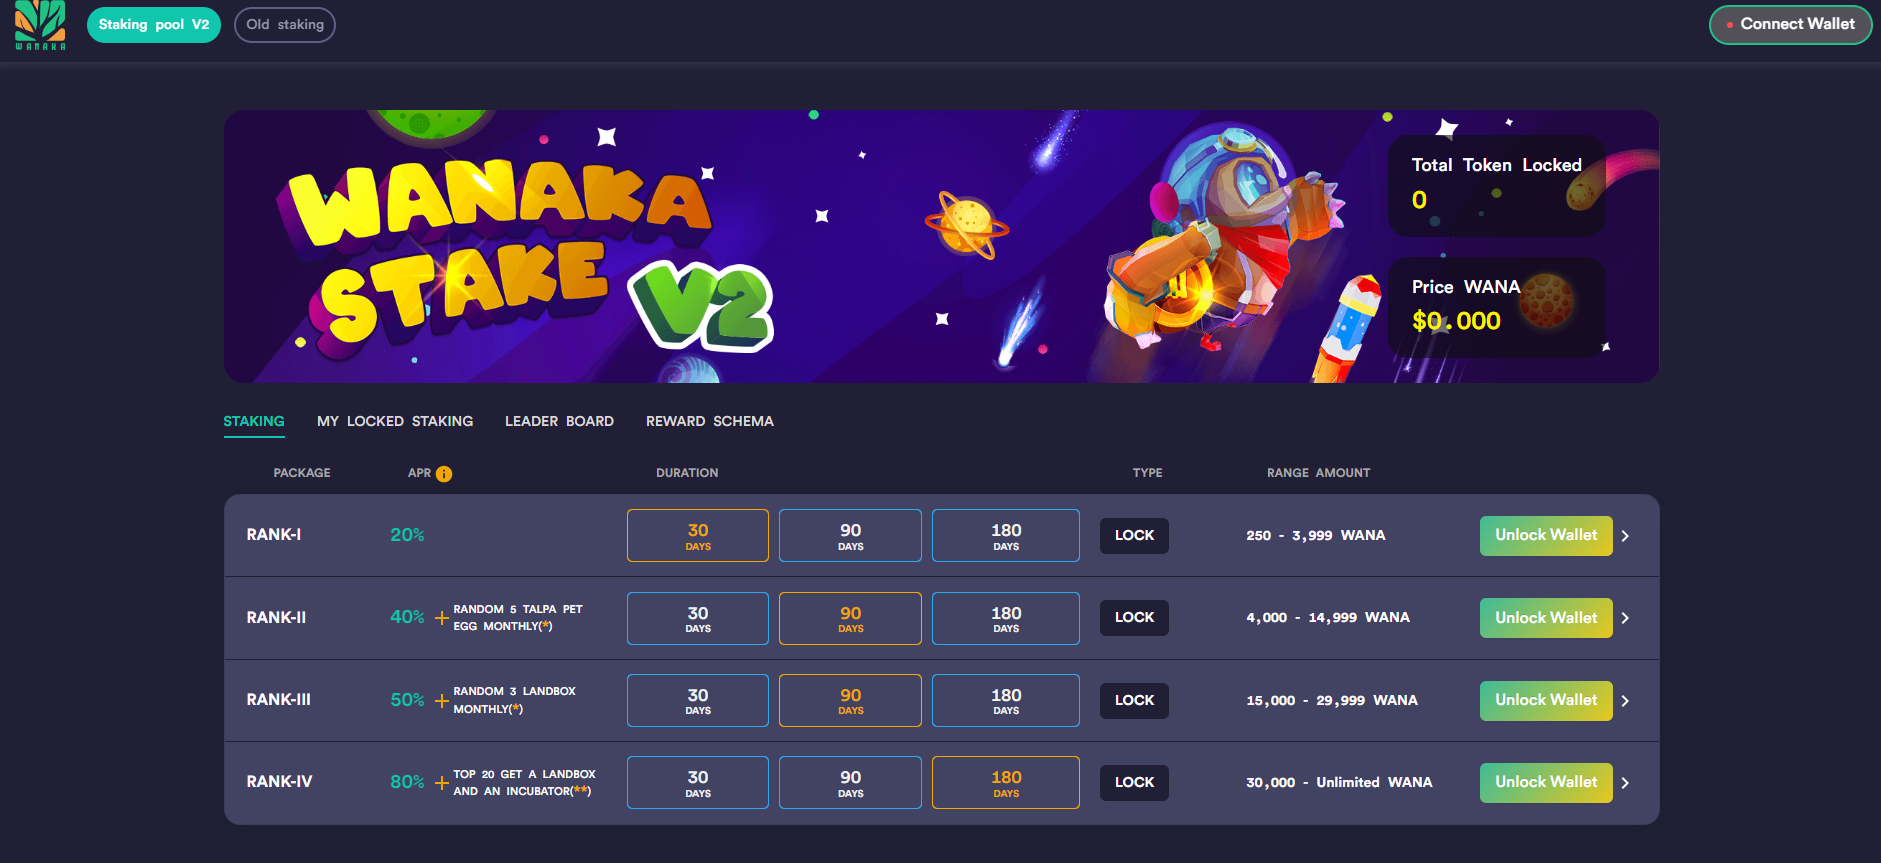 WANAKA
Staking pool V2
Old staking
Connect Wallet
WANAKA
STAKE
V2
Total Token Locked
0
Price WANA
$0.000
STAKING
MY LOCKED STAKING
LEADER BOARD
REWARD SCHEMA
PACKAGE
APR i
DURATION
TYPE
RANGE AMOUNT
RANK-I
20%
30
DAYS
90
DAYS
180
DAYS
LOCK
250 - 3,999 WANA
Unlock Wallet
RANK-II
40% +
RANDOM 5 TALPA PET
EGG MONTHLY(*)
30
DAYS
90
DAYS
180
DAYS
LOCK
4,000 - 14,999 WANA
Unlock Wallet
RANK-III
50% +
RANDOM 3 LANDBOX
MONTHLY(*)
30
DAYS
90
DAYS
180
DAYS
LOCK
15,000 - 29,999 WANA
Unlock Wallet
RANK-IV
80% +
TOP 20 GET A LANDBOX
AND AN INCUBATOR(**)
30
DAYS
90
DAYS
180
DAYS
LOCK
30,000 - Unlimited WANA
Unlock Wallet